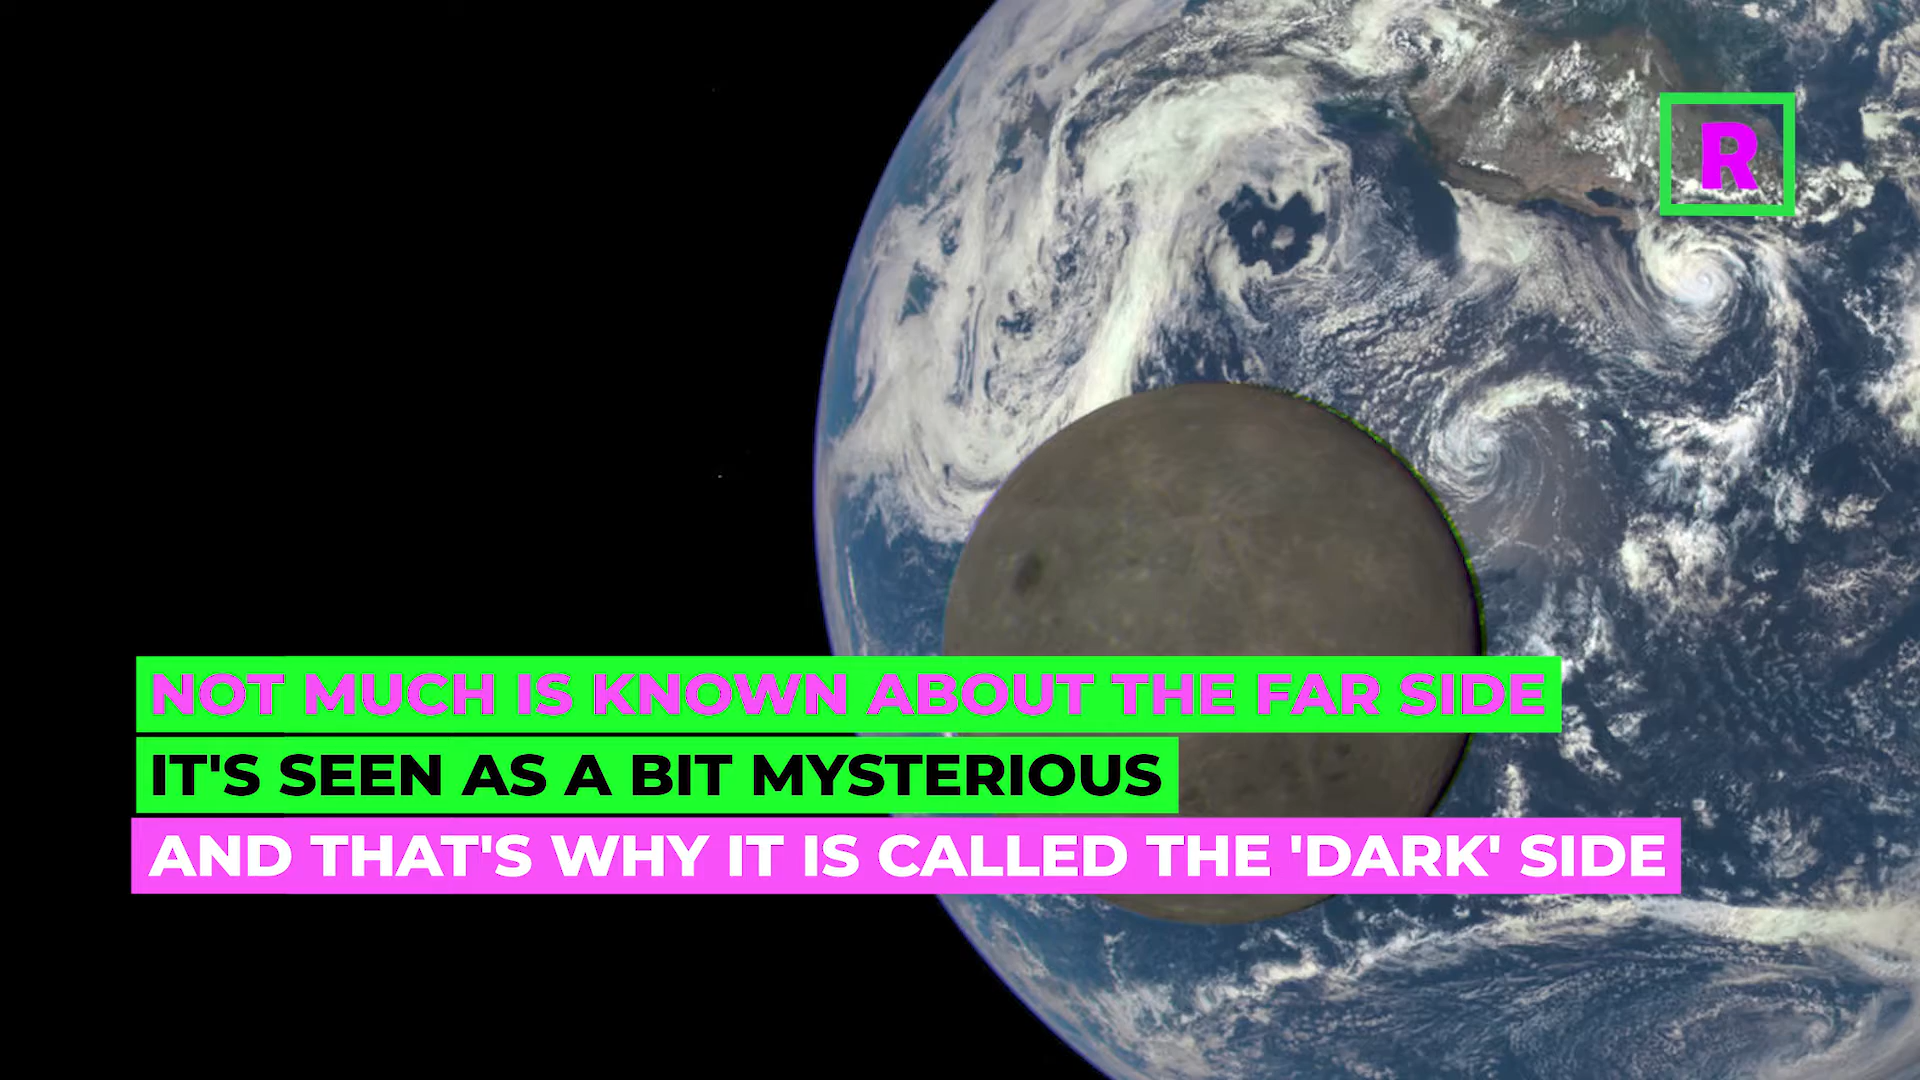 R
NOT MUCH IS KNOWN ABOUT THE FAR SIDE
IT'S SEEN AS A BIT MYSTERIOUS
AND THAT'S WHY IT IS CALLED THE 'DARK' SIDE